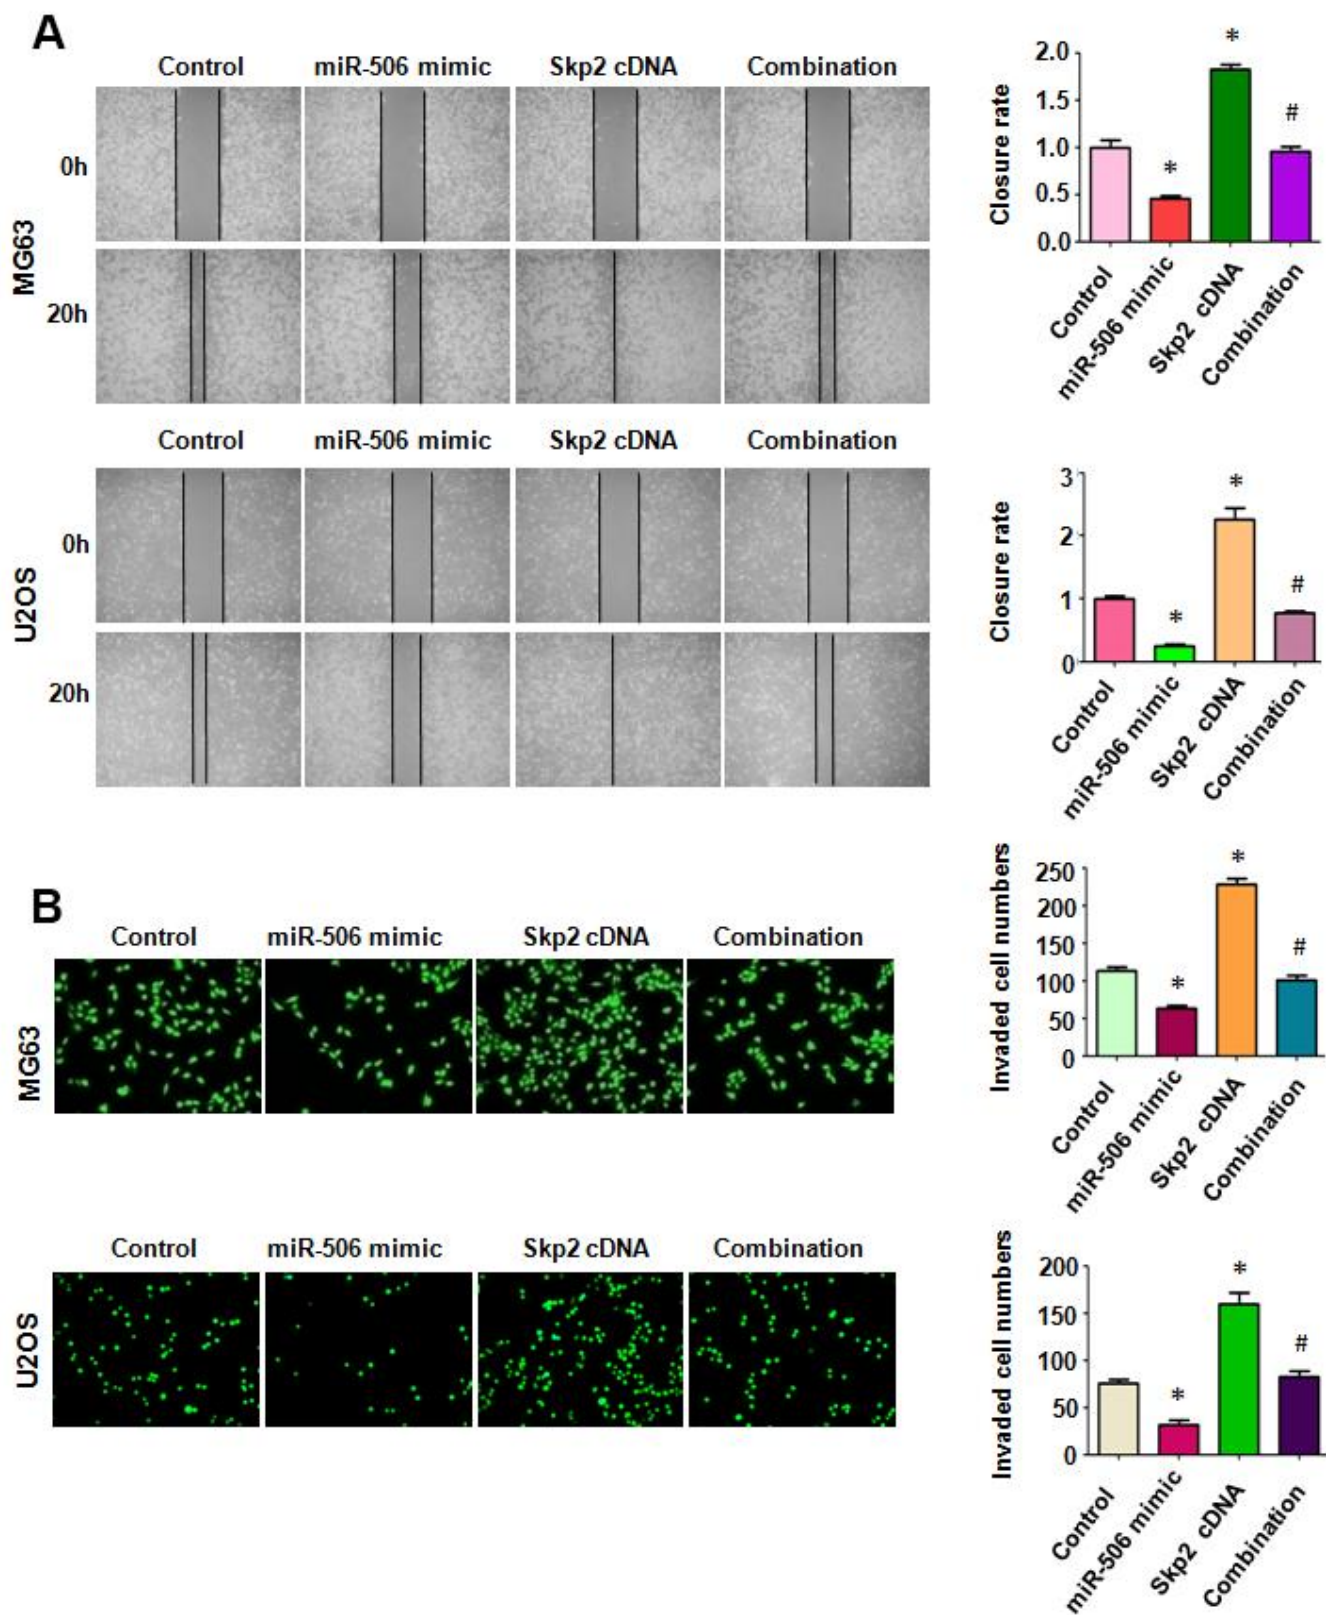 A
Control miR-506 mimic Skp2 cDNA Combination
0h
MG63
20h
2.0
1.5
1.0
0.5
0.0
Closure rate
*
*
#
Control
miR-506 mimic
Skp2 cDNA
Combination
Control miR-506 mimic Skp2 cDNA Combination
0h
U2OS
20h
3
2
1
0
Closure rate
*
*
#
Control
miR-506 mimic
Skp2 cDNA
Combination
B
Control miR-506 mimic Skp2 cDNA Combination
MG63
250
200
150
100
50
0
Invaded cell numbers
*
*
#
Control
miR-506 mimic
Skp2 cDNA
Combination
Control miR-506 mimic Skp2 cDNA Combination
U2OS
200
150
100
50
0
Invaded cell numbers
*
*
#
Control
miR-506 mimic
Skp2 cDNA
Combination